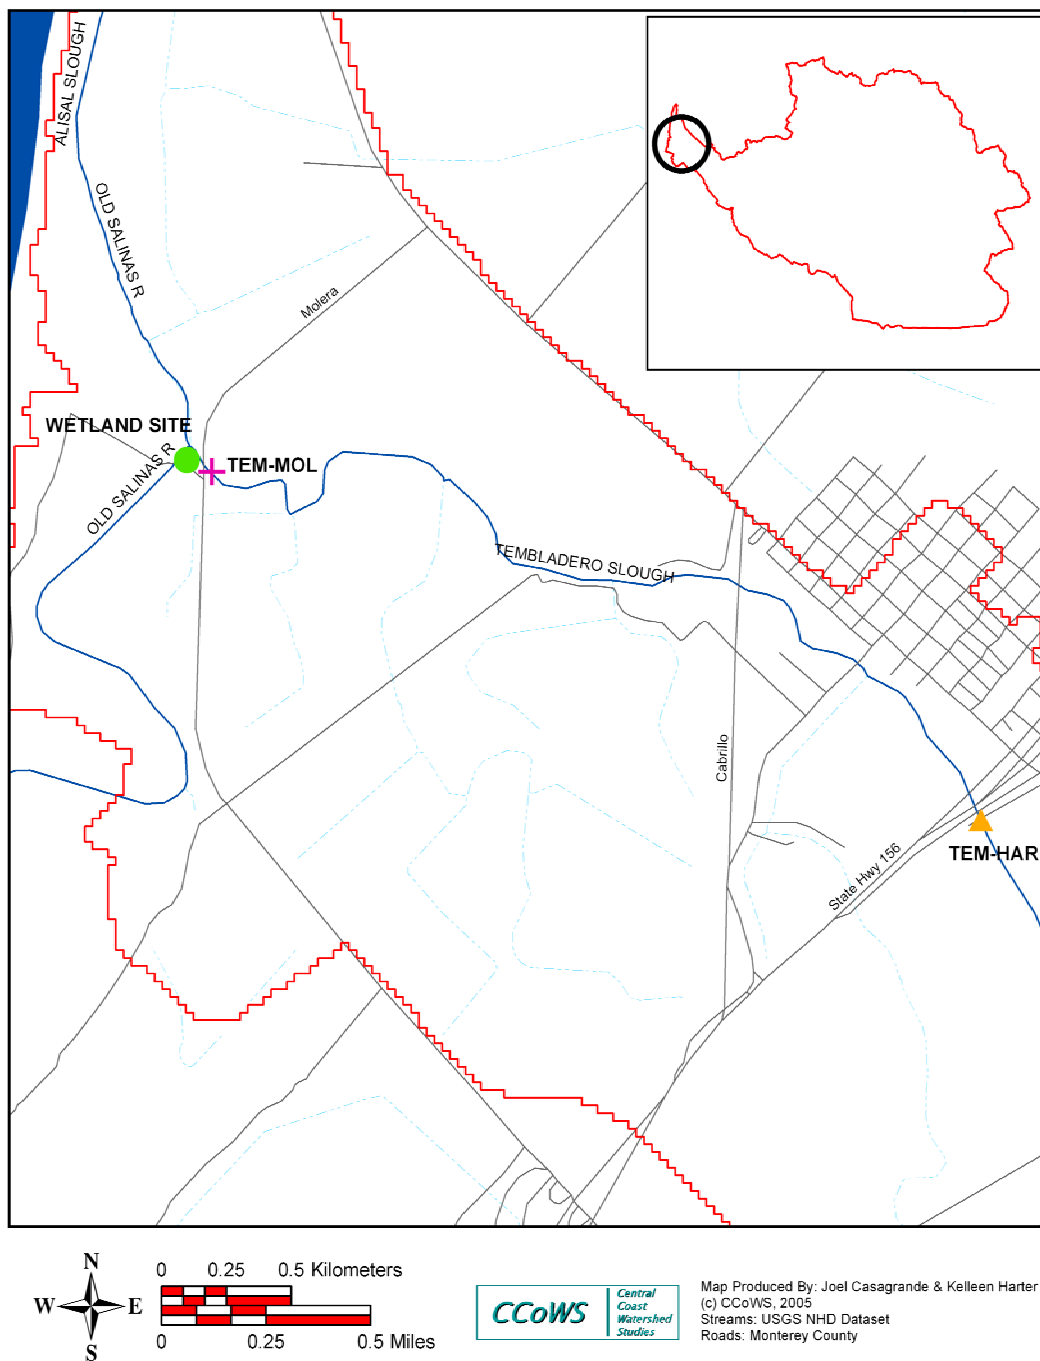 ALISAL SLOUGH
OLD SALINAS R
Molera
WETLAND SITE
OLD SALINAS R
TEM-MOL
TEMBLADERO SLOUGH
Cabrillo
State Hwy 156
TEM-HAR
N
W E
S
0 0.25 0.5 Kilometers
0 0.25 0.5 Miles
CCoWS
Central
Coast
Watershed
Studies
Map Produced By: Joel Casagrande & Kelleen Harter
(c) CCoWS, 2005
Streams: USGS NHD Dataset
Roads: Monterey County